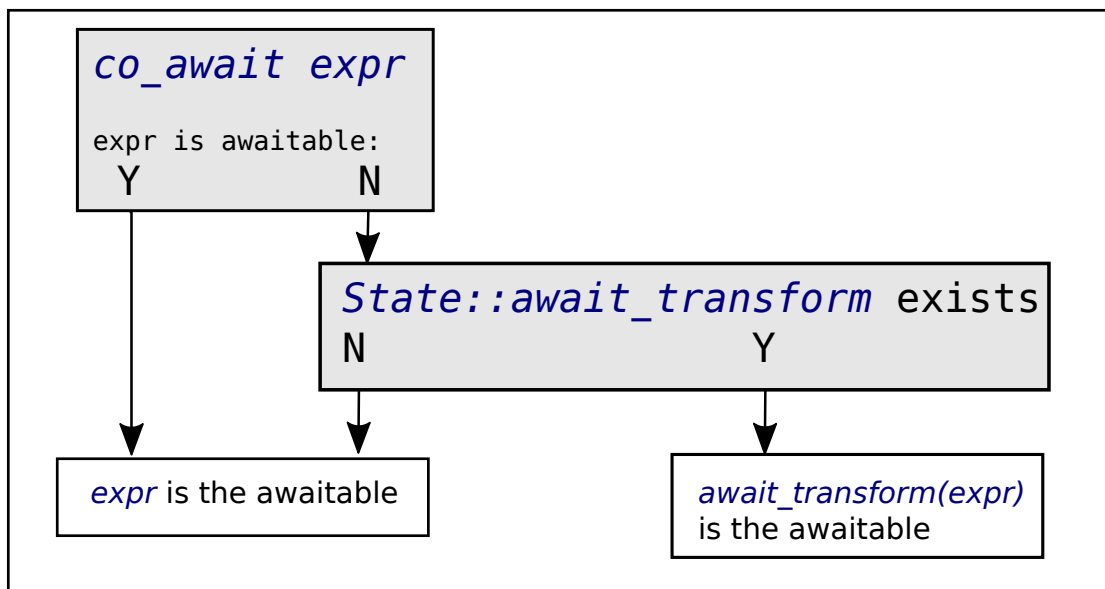 co_await expr
expr is awaitable:
Y N
State::await_transform exists
N Y
expr is the awaitable
await_transform(expr)
is the awaitable